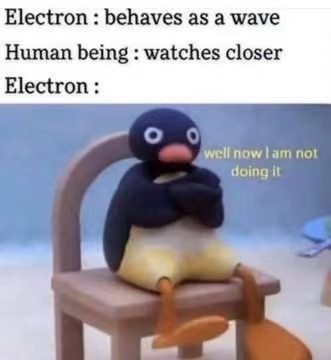 Electron : behaves as a wave
Human being : watches closer
Electron :
well now I am not
doing it